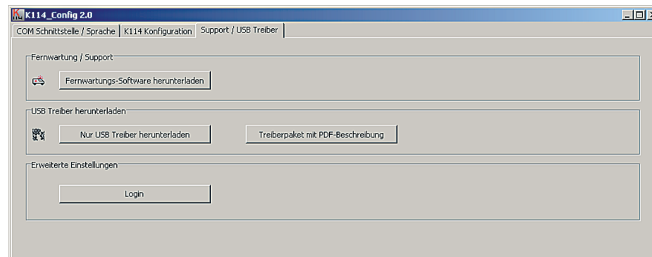 K114_Config 2.0
COM Schnittstelle / Sprache K114 Konfiguration Support / USB Treiber
Fernwartung / Support
Fernwartungs-Software herunterladen
USB Treiber herunterladen
Nur USB Treiber herunterladen Treiberpaket mit PDF-Beschreibung
Erweiterte Einstellungen
Login